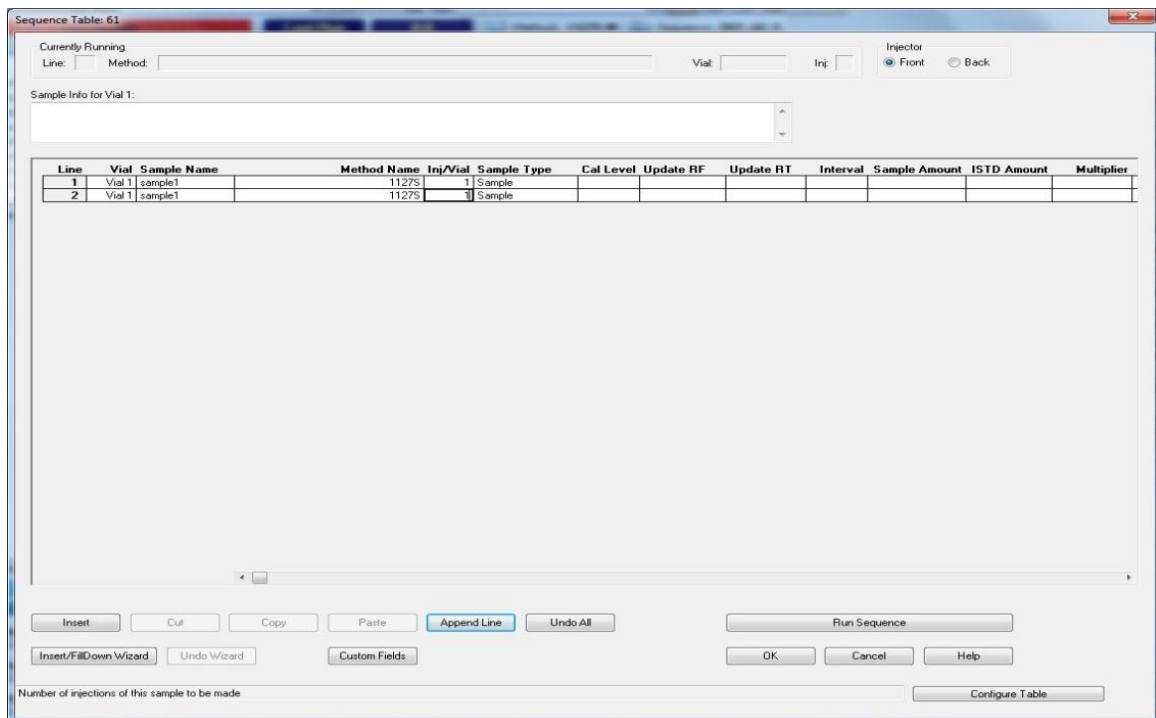 Sequence Table: 61
Currently Running
Line: Method: Vial: Inj:
Injector
Front Back
Sample Info for Vial 1:
Line Vial Sample Name Method Name Inj/Vial Sample Type Cal Level Update RF Update RT Interval Sample Amount ISTD Amount Multiplier
1 Vial 1 sample1 1127S 1 Sample
2 Vial 1 sample1 1127S 1 Sample
Insert Cut Copy Paste Append Line Undo All Run Sequence
Insert/FillDown Wizard Undo Wizard Custom Fields OK Cancel Help
Number of injections of this sample to be made Configure Table